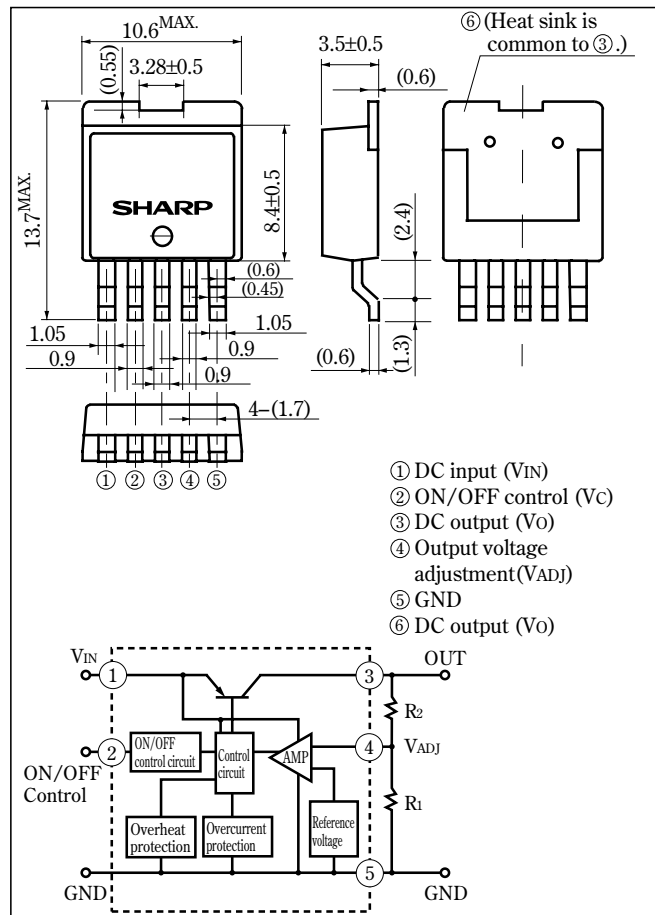 10.6MAX.
3.5±0.5
⑥ (Heat sink is
common to ③.)
(0.55)
3.28±0.5
(0.6)
13.7MAX.
SHARP
8.4±0.5
(2.4)
(0.6)
(0.45)
1.05
1.05
0.9
0.9
0.9
(0.6)
(1.3)
4–(1.7)
① ② ③ ④ ⑤
① DC input (VIN)
② ON/OFF control (VC)
③ DC output (VO)
④ Output voltage
adjustment(VADJ)
⑤ GND
⑥ DC output (VO)
VIN
①
③
OUT
R2
②
ON/OFF
control circuit
Control
circuit
AMP
④
VADJ
ON/OFF
Control
R1
Overheat
protection
Overcurrent
protection
Reference
voltage
GND
⑤
GND